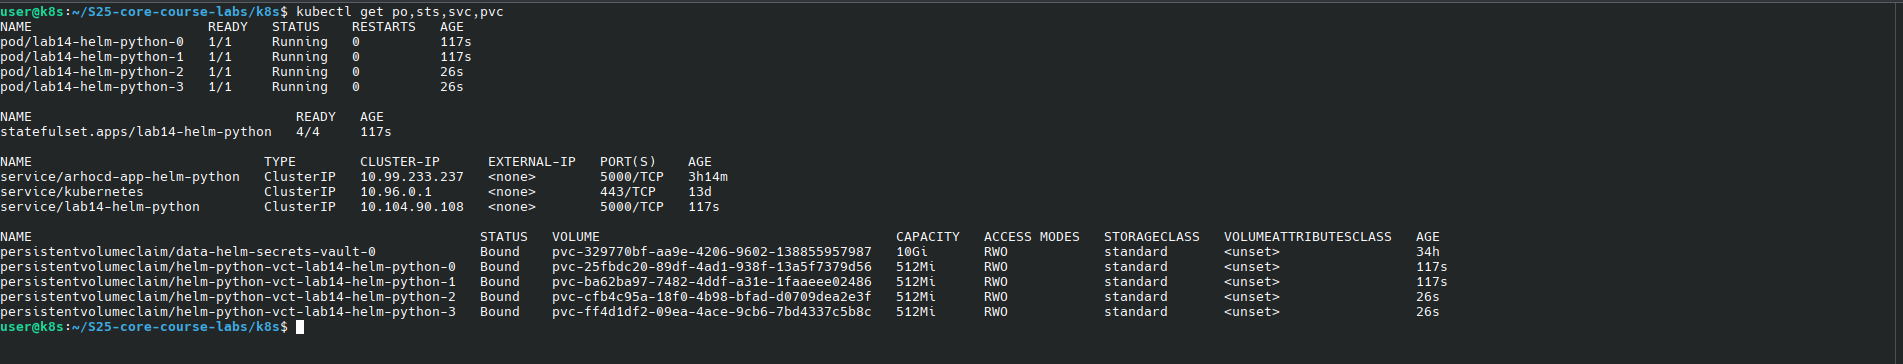 user@k8s:~/S25-core-course-labs/k8s$ kubectl get po,sts,svc,pvc
NAME                      READY   STATUS    RESTARTS   AGE
pod/lab14-helm-python-0   1/1     Running   0          117s
pod/lab14-helm-python-1   1/1     Running   0          117s
pod/lab14-helm-python-2   1/1     Running   0          26s
pod/lab14-helm-python-3   1/1     Running   0          26s

NAME                                 READY   AGE
statefulset.apps/lab14-helm-python   4/4     117s

NAME                             TYPE        CLUSTER-IP      EXTERNAL-IP   PORT(S)    AGE
service/arhocd-app-helm-python   ClusterIP   10.99.233.237   <none>        5000/TCP   3h14m
service/kubernetes               ClusterIP   10.96.0.1       <none>        443/TCP    13d
service/lab14-helm-python        ClusterIP   10.104.90.108   <none>        5000/TCP   117s

NAME                                                        STATUS   VOLUME                                     CAPACITY   ACCESS MODES   STORAGECLASS   VOLUMEATTRIBUTESCLASS   AGE
persistentvolumeclaim/data-helm-secrets-vault-0             Bound    pvc-329770bf-aa9e-4206-9602-138855957987   10Gi       RWO            standard       <unset>                 34h
persistentvolumeclaim/helm-python-vct-lab14-helm-python-0   Bound    pvc-25fbdc20-89df-4ad1-938f-13a5f7379d56   512Mi      RWO            standard       <unset>                 117s
persistentvolumeclaim/helm-python-vct-lab14-helm-python-1   Bound    pvc-ba62ba97-7482-4ddf-a31e-1faaeee02486   512Mi      RWO            standard       <unset>                 117s
persistentvolumeclaim/helm-python-vct-lab14-helm-python-2   Bound    pvc-cfb4c95a-18f0-4b98-bfad-d0709dea2e3f   512Mi      RWO            standard       <unset>                 26s
persistentvolumeclaim/helm-python-vct-lab14-helm-python-3   Bound    pvc-ff4d1df2-09ea-4ace-9cb6-7bd4337c5b8c   512Mi      RWO            standard       <unset>                 26s
user@k8s:~/S25-core-course-labs/k8s$